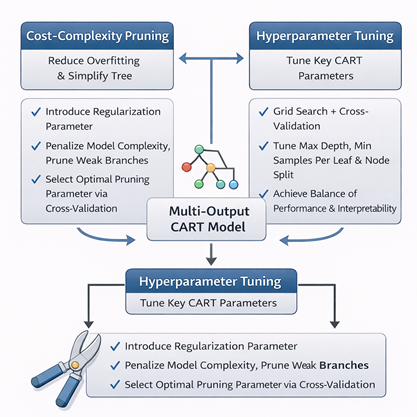 Cost-Complexity Pruning
Reduce Overfitting
& Simplify Tree
✓ Introduce Regularization
Parameter
✓ Penalize Model Complexity,
Prune Weak Branches
✓ Select Optimal Pruning
Parameter via
Cross-Validation
Hyperparameter Tuning
Tune Key CART
Parameters
✓ Grid Search + Cross-
Validation
✓ Tune Max Depth, Min
Samples Per Leaf & Node
Split
✓ Achieve Balance of
Performance & Interpretability
Multi-Output
CART Model
Hyperparameter Tuning
Tune Key CART Parameters
✓ Introduce Regularization Parameter
✓ Penalize Model Complexity, Prune Weak Branches
✓ Select Optimal Pruning Parameter via Cross-Validation